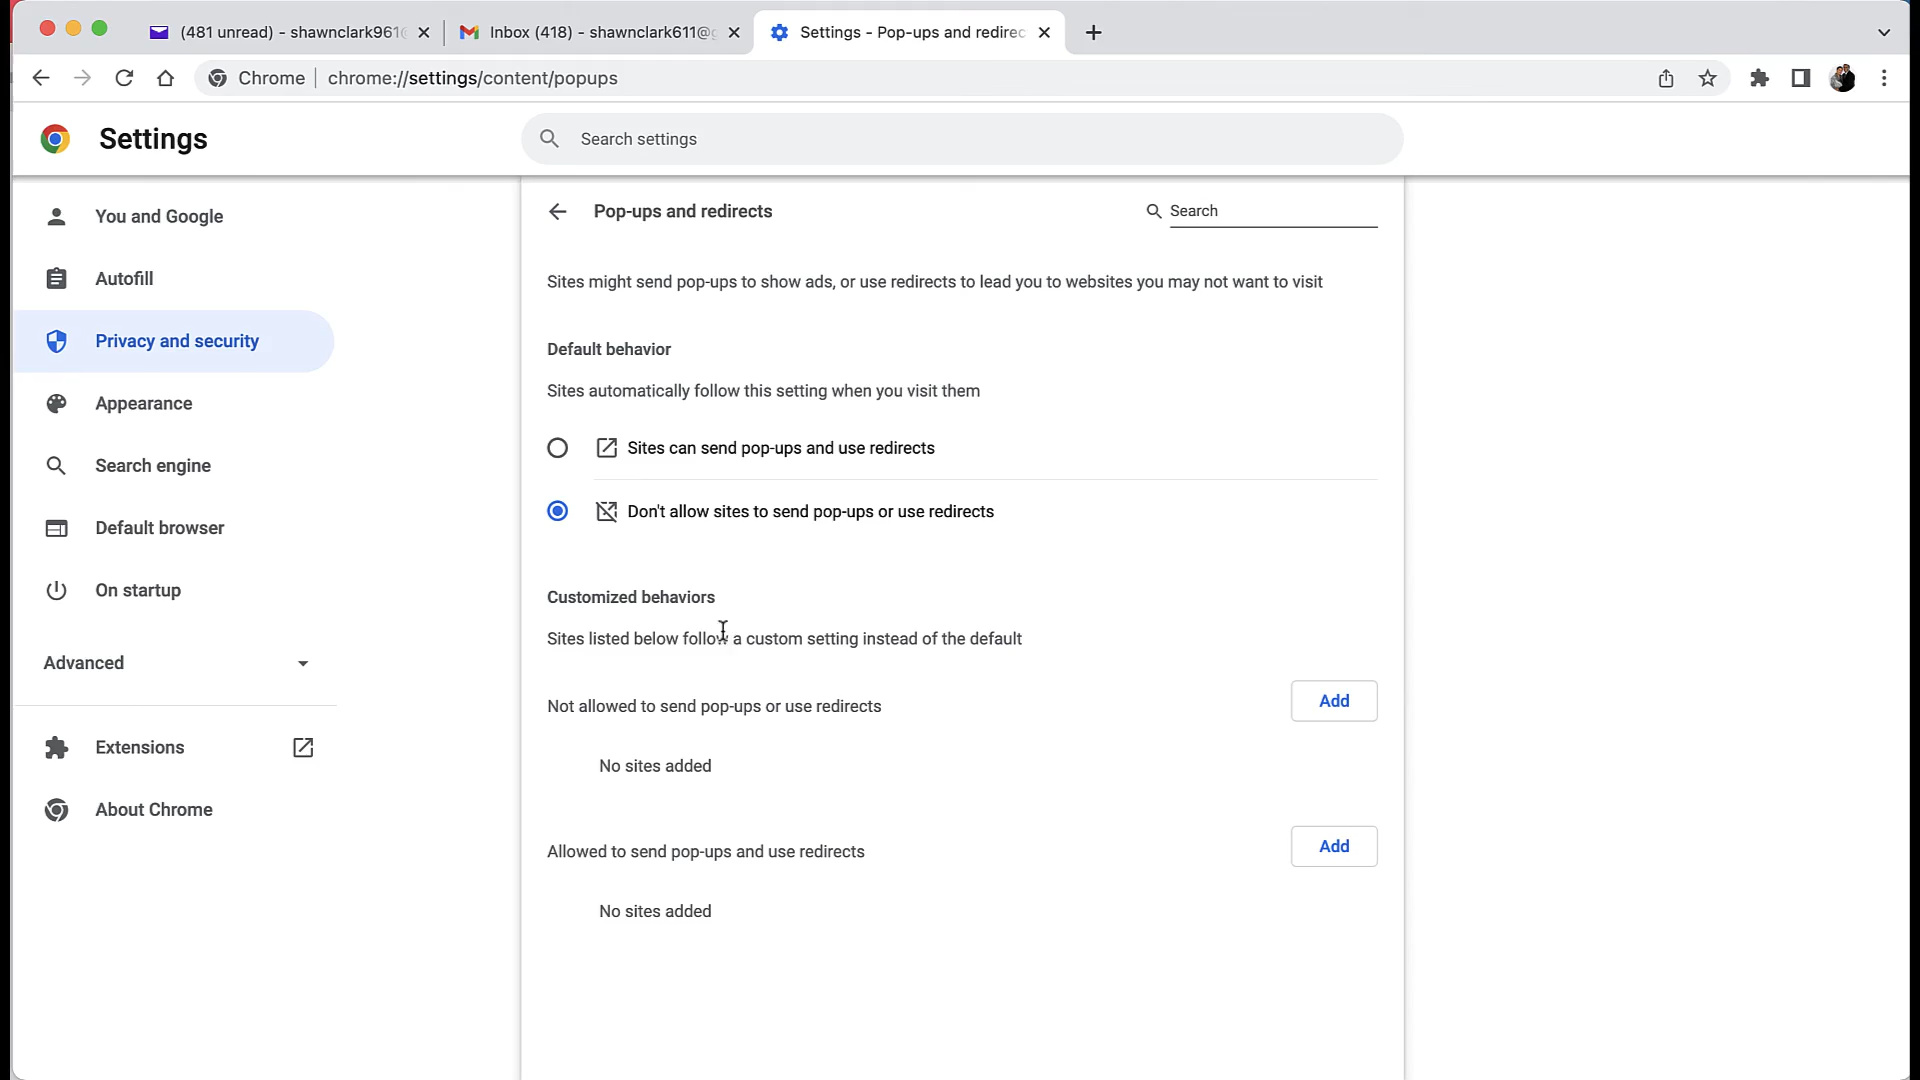 (481 unread) - shawnclark961@
Inbox (418) - shawnclark611@g
Settings - Pop-ups and redirec
Chrome
chrome://settings/content/popups
Settings
Search settings
You and Google
Autofill
Privacy and security
Appearance
Search engine
Default browser
On startup
Advanced
Extensions
About Chrome
Pop-ups and redirects
Search
Sites might send pop-ups to show ads, or use redirects to lead you to websites you may not want to visit
Default behavior
Sites automatically follow this setting when you visit them
Sites can send pop-ups and use redirects
Don't allow sites to send pop-ups or use redirects
Customized behaviors
Sites listed below follow a custom setting instead of the default
Not allowed to send pop-ups or use redirects
Add
No sites added
Allowed to send pop-ups and use redirects
Add
No sites added